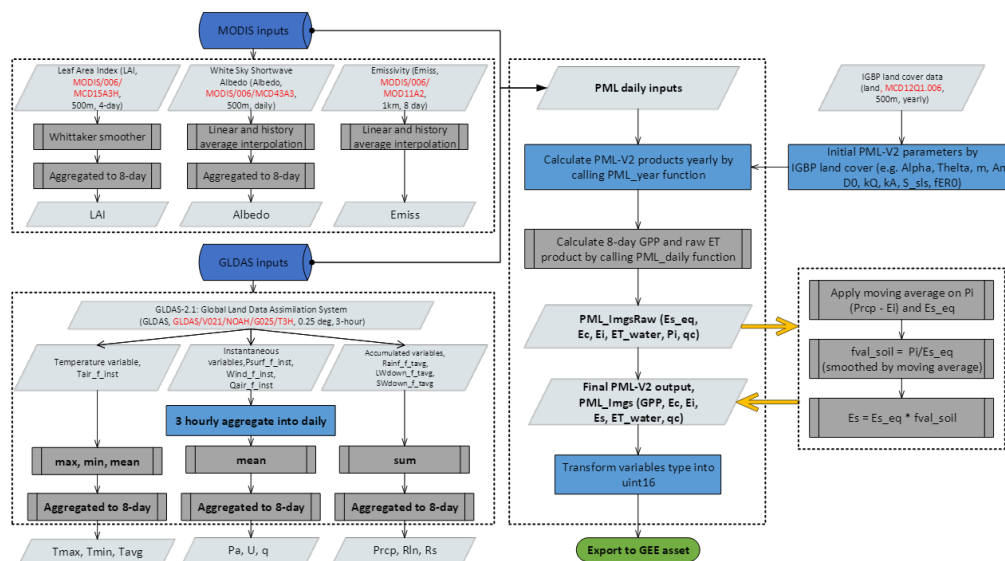 MODIS inputs
Leaf Area Index (LAI,
MODIS/006/
MCD15A3H,
500m, 4-day)
White Sky Shortwave
Albedo (Albedo,
MODIS/006/MCD43A3,
500m, daily)
Emissivity (Emiss,
MODIS/006/
MOD11A2,
1km, 8 day)
Whittaker smoother
Linear and history
average interpolation
Linear and history
average interpolation
Aggregated to 8-day
Aggregated to 8-day
LAI
Albedo
Emiss
GLDAS inputs
GLDAS-2.1: Global Land Data Assimilation System
(GLDAS, GLDAS/V021/NOAH/G025/T3H, 0.25 deg, 3-hour)
Temperature variable,
Tair_f_inst
Instantaneous
variables,Psurf_f_inst,
Wind_f_inst,
Qair_f_inst
Accumulated variables,
Rainf_f_tavg,
LWdown_f_tavg,
SWdown_f_tavg
3 hourly aggregate into daily
max, min, mean
mean
sum
Aggregated to 8-day
Aggregated to 8-day
Aggregated to 8-day
Tmax, Tmin, Tavg
Pa, U, q
Prcp, Rln, Rs
PML daily inputs
Calculate PML-V2 products yearly by
calling PML_year function
Calculate 8-day GPP and raw ET
product by calling PML_daily function
PML_ImgsRaw (Es_eq,
Ec, Ei, ET_water, Pi, qc)
Final PML-V2 output,
PML_Imgs (GPP, Ec, Ei,
Es, ET_water, qc)
Transform variables type into
uint16
Export to GEE asset
IGBP land cover data
(land, MCD12Q1.006,
500m, yearly)
Initial PML-V2 parameters by
IGBP land cover (e.g. Alpha, Thelta, m, Am
D0, kQ, kA, S_sls, fER0)
Apply moving average on Pi
(Prcp - Ei) and Es_eq
fval_soil = Pi/Es_eq
(smoothed by moving average)
Es = Es_eq * fval_soil